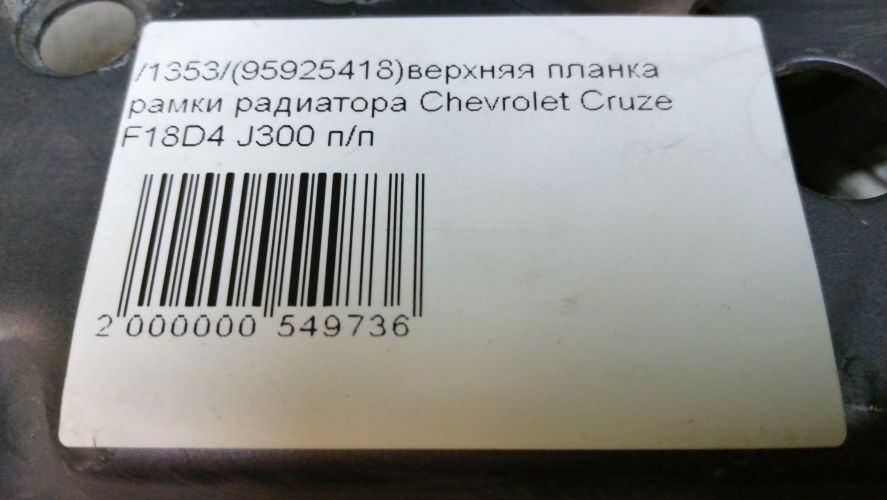 /1353/(95925418)верхняя планка
рамки радиатора Chevrolet Cruze
F18D4 J300 п/п
2 000000 549736